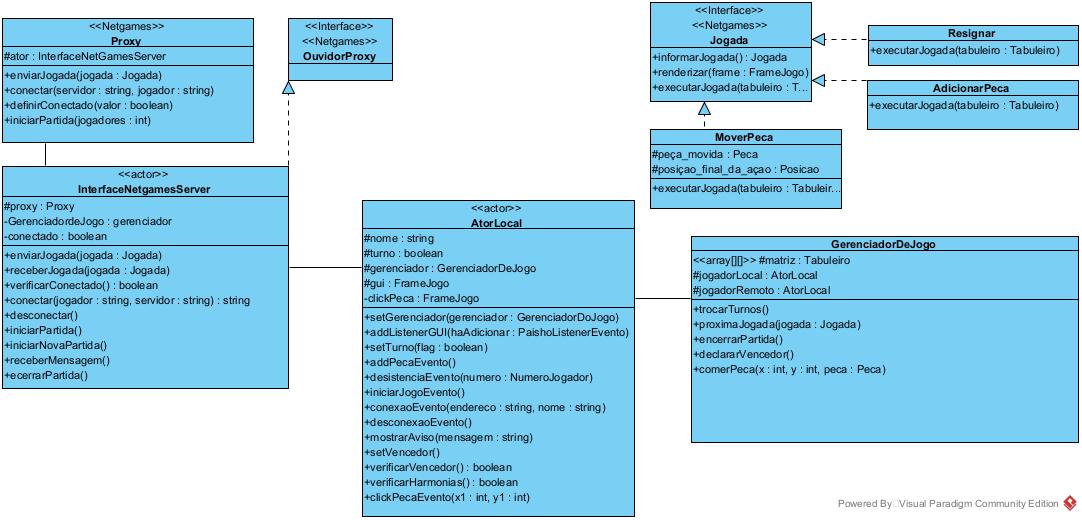 <<Netgames>>
Proxy
#ator : InterfaceNetGamesServer
+enviarJogada(jogada : Jogada)
+conectar(servidor : string, jogador : string)
+definirConectado(valor : boolean)
+iniciarPartida(jogadores : int)
<<Interface>>
<<Netgames>>
OuvidorProxy
<<Interface>>
<<Netgames>>
Jogada
+informarJogada() : Jogada
+renderizar(frame : FrameJogo)
+executarJogada(tabuleiro : T...
Resignar
+executarJogada(tabuleiro : Tabuleiro)
AdicionarPeca
+executarJogada(tabuleiro : Tabuleiro)
MoverPeca
#peça_movida : Peca
#posiçao_final_da_açao : Posicao
+executarJogada(tabuleiro : Tabuleir...
<<actor>>
InterfaceNetgamesServer
#proxy : Proxy
-GerenciadordeJogo : gerenciador
-conectado : boolean
+enviarJogada(jogada : Jogada)
+receberJogada(jogada : Jogada)
+verificarConectado() : boolean
+conectar(jogador : string, servidor : string) : string
+desconectar()
+iniciarPartida()
+iniciarNovaPartida()
+receberMensagem()
+ecerrarPartida()
<<actor>>
AtorLocal
#nome : string
#turno : boolean
#gerenciador : GerenciadorDeJogo
#gui : FrameJogo
-clickPeca : FrameJogo
+setGerenciador(gerenciador : GerenciadorDoJogo)
+addListenerGUI(haAdicionar : PaishoListenerEvento)
+setTurno(flag : boolean)
+addPecaEvento()
+desistenciaEvento(numero : NumeroJogador)
+iniciarJogoEvento()
+conexaoEvento(endereco : string, nome : string)
+desconexaoEvento()
+mostrarAviso(mensagem : string)
+setVencedor()
+verificarVencedor() : boolean
+verificarHarmonias() : boolean
+clickPecaEvento(x1 : int, y1 : int)
GerenciadorDeJogo
<<array[][]>> #matriz : Tabuleiro
#jogadorLocal : AtorLocal
#jogadorRemoto : AtorLocal
+trocarTurnos()
+proximaJogada(jogada : Jogada)
+encerrarPartida()
+declararVencedor()
+comerPeca(x : int, y : int, peca : Peca)
Powered By Visual Paradigm Community Edition